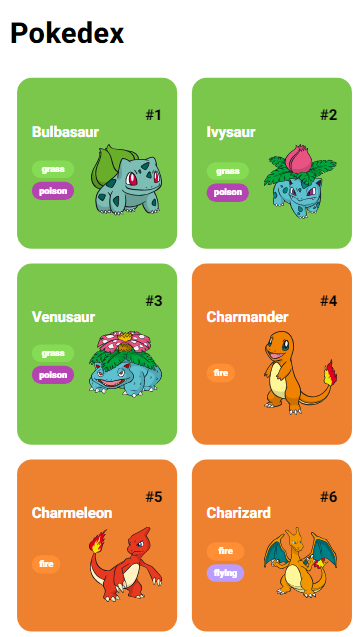 Pokedex
#1
Bulbasaur
grass
poison
#2
Ivysaur
grass
poison
#3
Venusaur
grass
poison
#4
Charmander
fire
#5
Charmeleon
fire
#6
Charizard
fire
flying